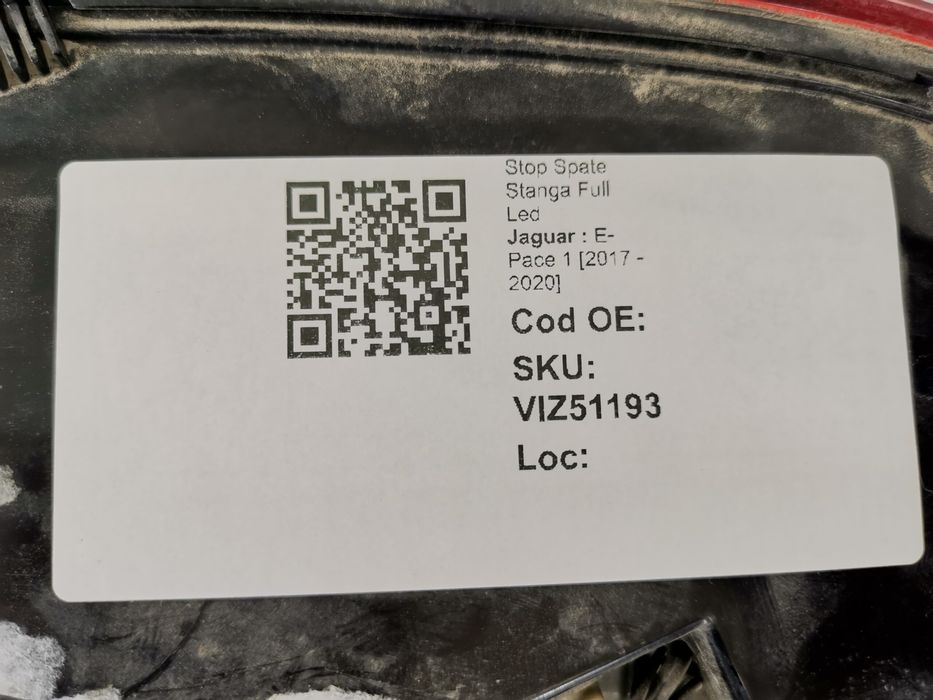 Stop Spate
Stanga Full
Led
Jaguar : E-
Pace 1 [2017 -
2020]
Cod OE:
SKU:
VIZ51193
Loc: